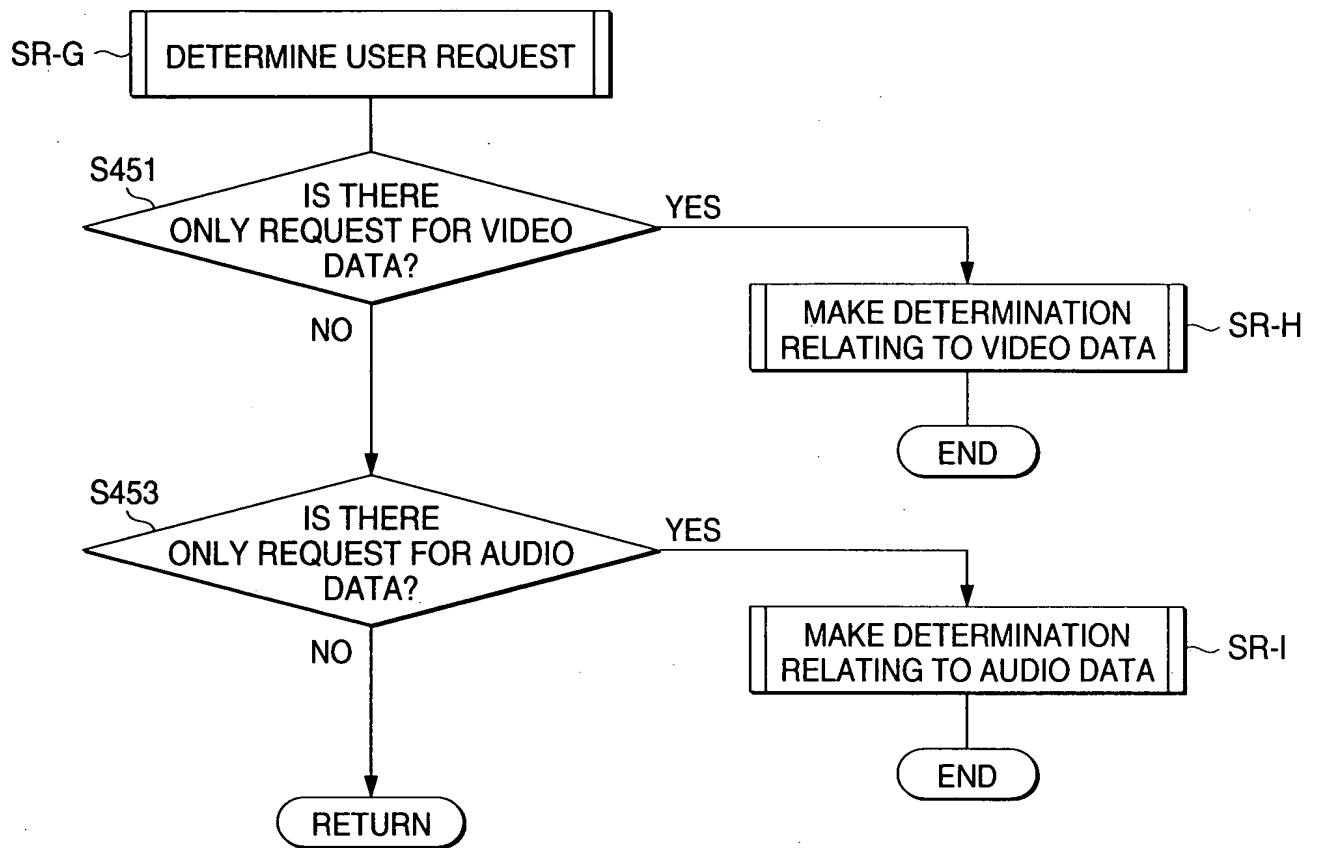 SR-G
DETERMINE USER REQUEST
S451
IS THERE
ONLY REQUEST FOR VIDEO
DATA?
YES
NO
MAKE DETERMINATION
RELATING TO VIDEO DATA
SR-H
END
S453
IS THERE
ONLY REQUEST FOR AUDIO
DATA?
YES
NO
MAKE DETERMINATION
RELATING TO AUDIO DATA
SR-I
END
RETURN